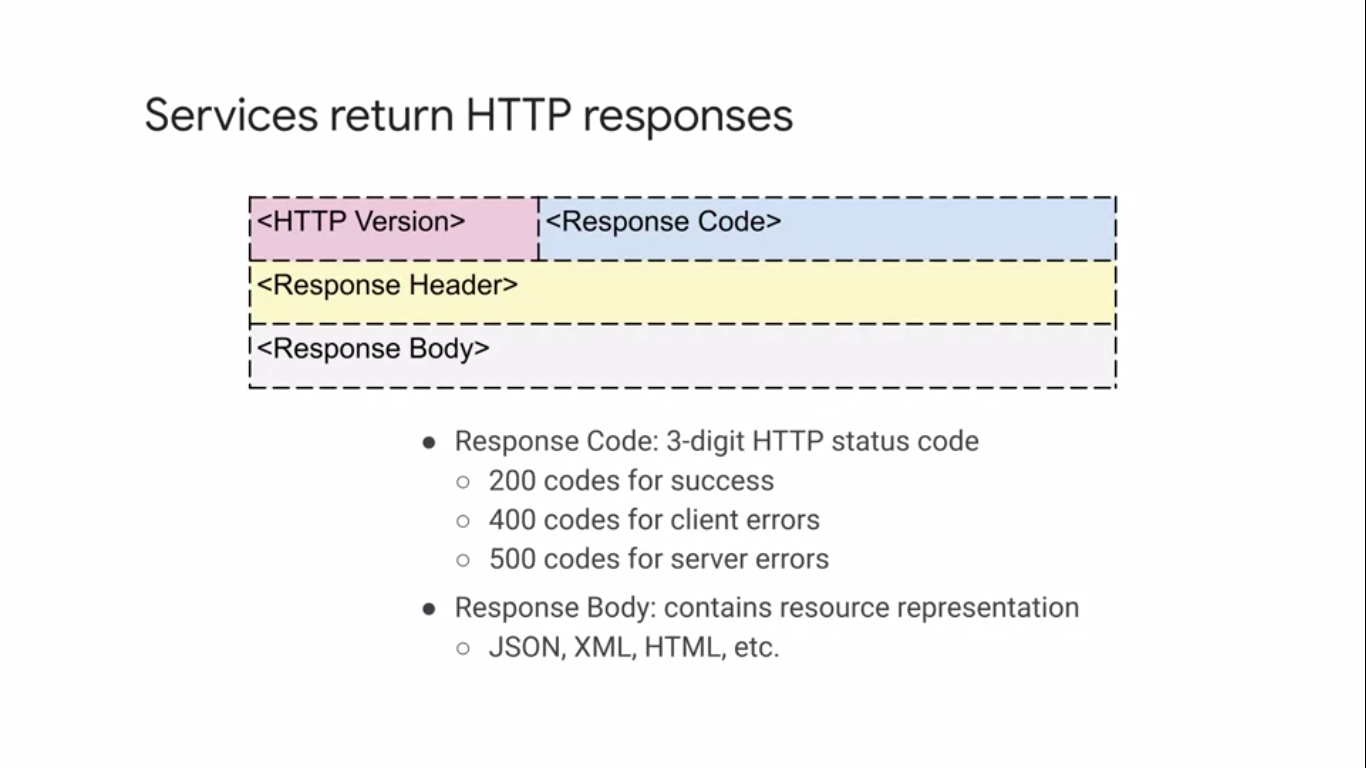 Services return HTTP responses
<HTTP Version> <Response Code>
<Response Header>
<Response Body>
● Response Code: 3-digit HTTP status code
○ 200 codes for success
○ 400 codes for client errors
○ 500 codes for server errors
● Response Body: contains resource representation
○ JSON, XML, HTML, etc.